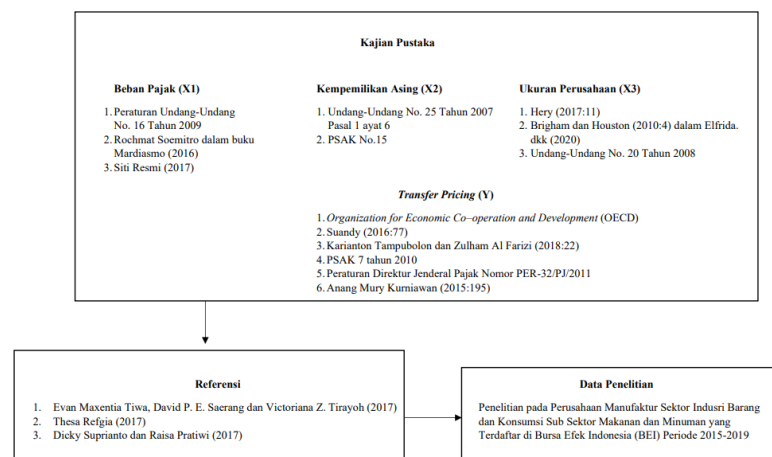 Kajian Pustaka
Beban Pajak (X1)
1. Peraturan Undang-Undang
No. 16 Tahun 2009
2. Rochmat Soemitro dalam buku
Mardiasmo (2016)
3. Siti Resmi (2017)
Kempemilikan Asing (X2)
1. Undang-Undang No. 25 Tahun 2007
Pasal 1 ayat 6
2. PSAK No.15
Ukuran Perusahaan (X3)
1. Hery (2017:11)
2. Brigham dan Houston (2010:4) dalam Elfrida.
dkk (2020)
3. Undang-Undang No. 20 Tahun 2008
Transfer Pricing (Y)
1. Organization for Economic Co–operation and Development (OECD)
2. Suandy (2016:77)
3. Karianton Tampubolon dan Zulham Al Farizi (2018:22)
4. PSAK 7 tahun 2010
5. Peraturan Direktur Jenderal Pajak Nomor PER-32/PJ/2011
6. Anang Mury Kurniawan (2015:195)
Referensi
1. Evan Maxentia Tiwa, David P. E. Saerang dan Victoriana Z. Tirayoh (2017)
2. Thesa Refgia (2017)
3. Dicky Suprianto dan Raisa Pratiwi (2017)
Data Penelitian
Penelitian pada Perusahaan Manufaktur Sektor Indusri Barang
dan Konsumsi Sub Sektor Makanan dan Minuman yang
Terdaftar di Bursa Efek Indonesia (BEI) Periode 2015-2019